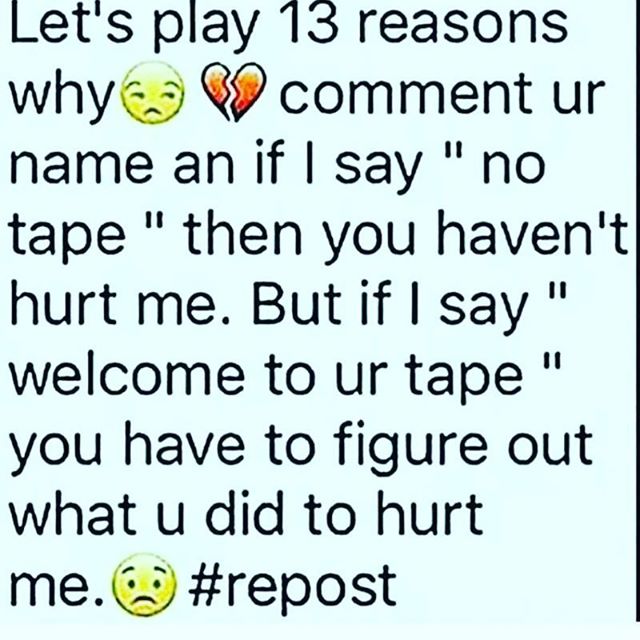 Let's play 13 reasons
why😒 💔 comment ur
name an if I say " no
tape " then you haven't
hurt me. But if I say "
welcome to ur tape "
you have to figure out
what u did to hurt
me.😟 #repost